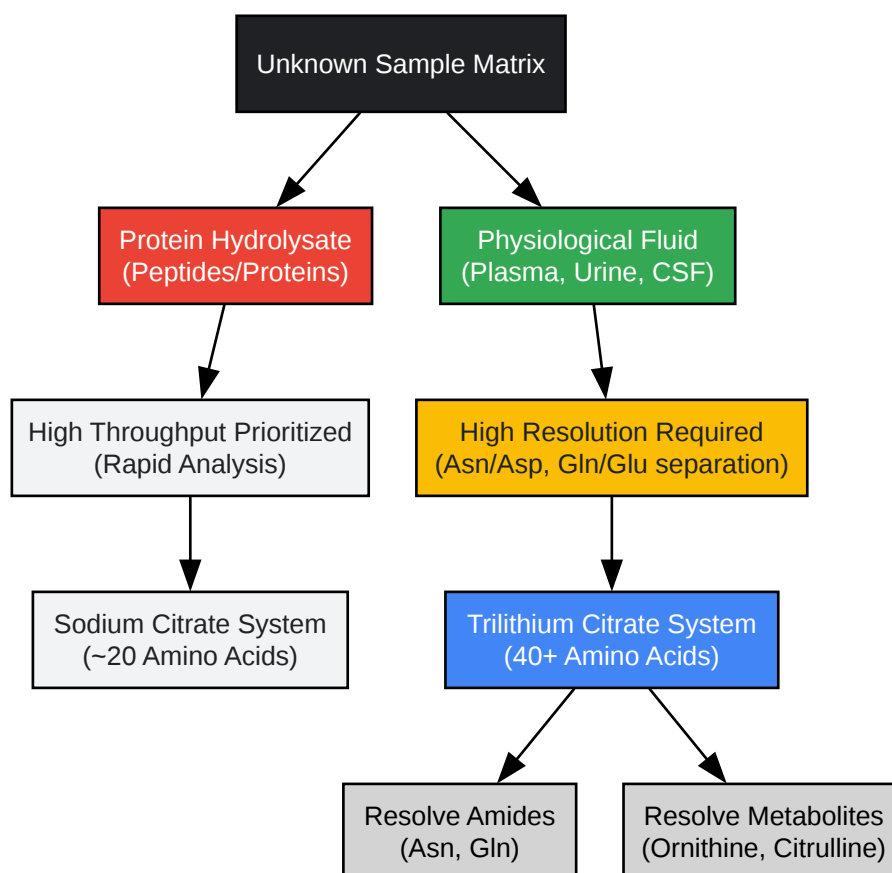 Unknown Sample Matrix
Protein Hydrolysate
(Peptides/Proteins)
Physiological Fluid
(Plasma, Urine, CSF)
High Throughput Prioritized
(Rapid Analysis)
High Resolution Required
(Asn/Asp, Gln/Glu separation)
Sodium Citrate System
(~20 Amino Acids)
Trilithium Citrate System
(40+ Amino Acids)
Resolve Amides
(Asn, Gln)
Resolve Metabolites
(Ornithine, Citrulline)